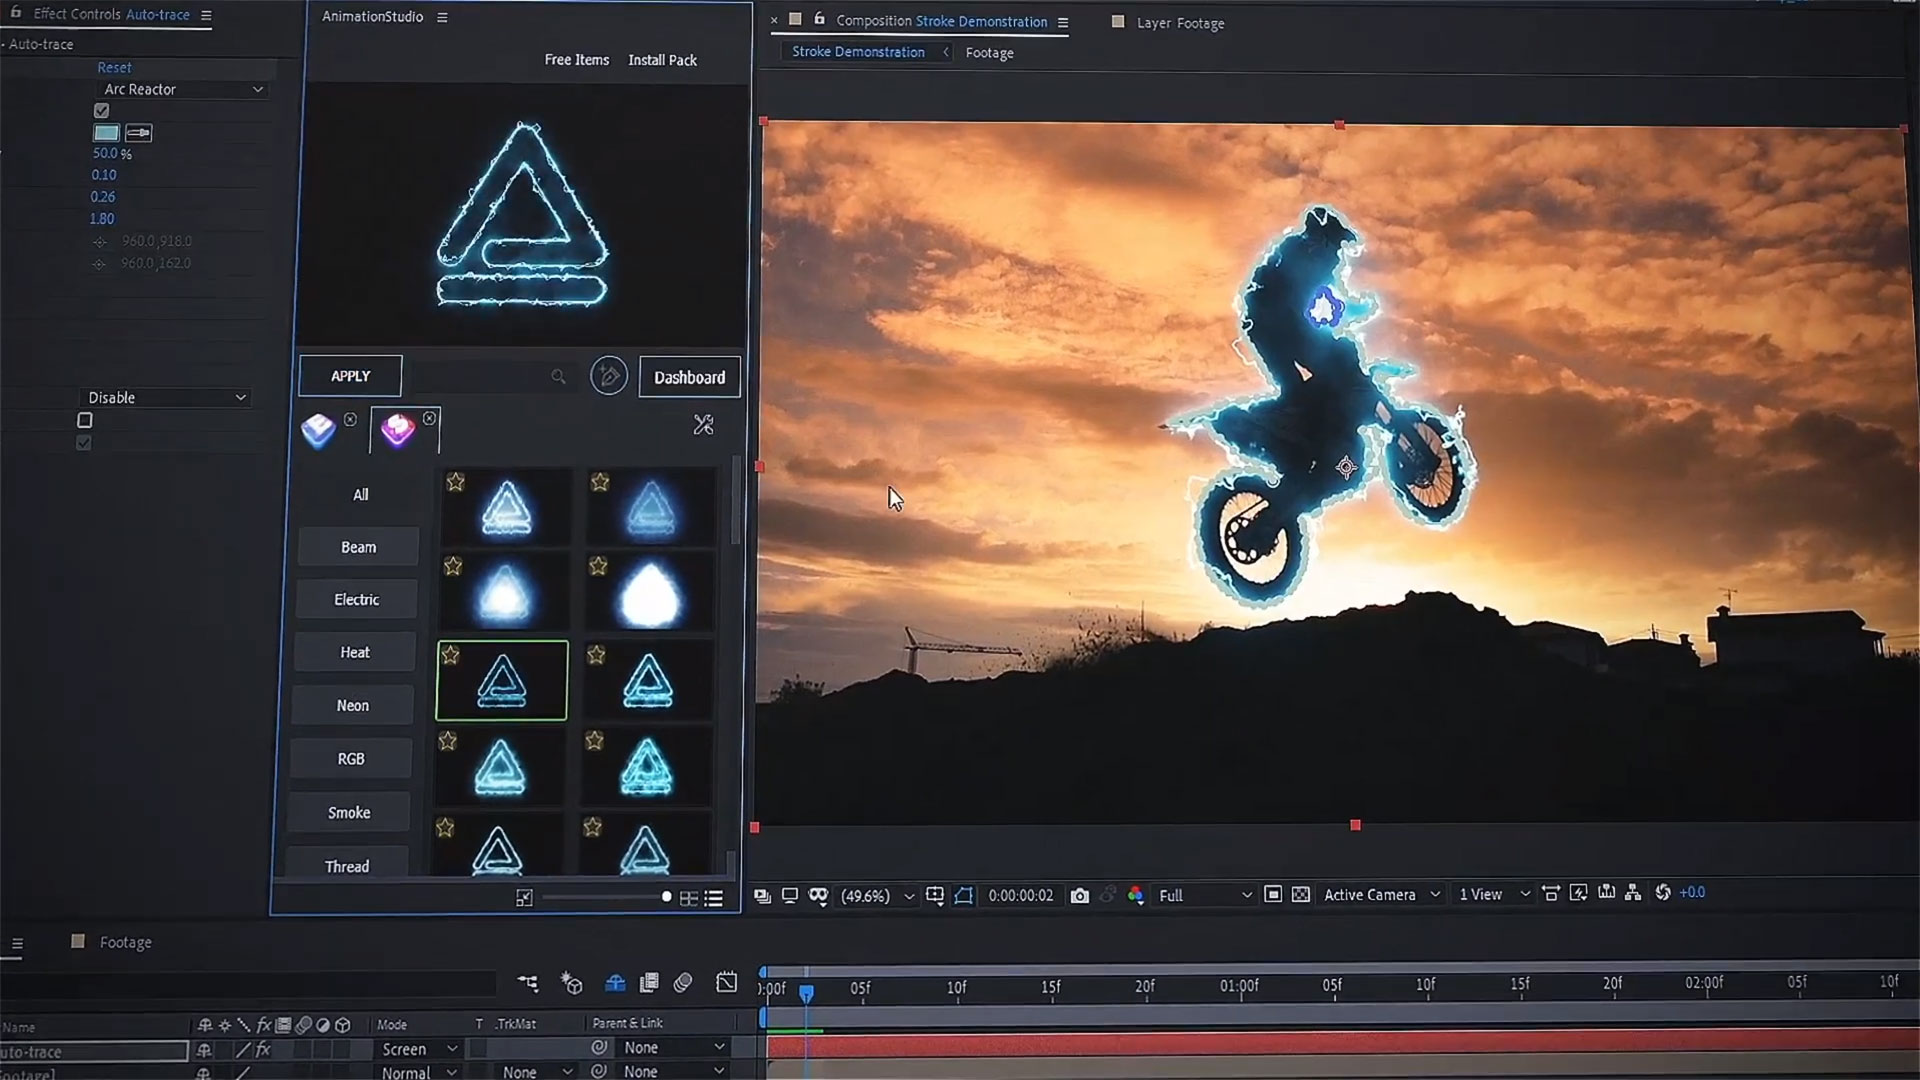 Effect Controls Auto-trace
Auto-trace
Reset
Arc Reactor
50.0 %
0.10
0.26
1.80
960.0,918.0
960.0,162.0
Disable
AnimationStudio
Free Items Install Pack
APPLY
Dashboard
All
Beam
Electric
Heat
Neon
RGB
Smoke
Thread
Composition Stroke Demonstration
Layer Footage
Stroke Demonstration
Footage
(49.6%)
0:00:00:02
Full
Active Camera
1 View
+0.0
Footage
:00f 05f 10f 15f 20f 01:00f 05f 10f 15f 20f 02:00f 05f 10f
Name fx Mode T .TrkMat Parent & Link
uto-trace fx Screen None
Footage] Normal None None